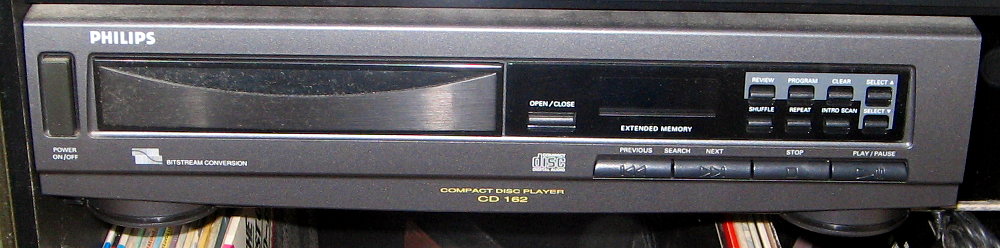 PHILIPS
REVIEW PROGRAM CLEAR SELECT ▲
OPEN/CLOSE
SHUFFLE REPEAT INTRO SCAN SELECT ▼
EXTENDED MEMORY
POWER
ON/OFF
BITSTREAM CONVERSION
COMPACT
disc
DIGITAL AUDIO
PREVIOUS SEARCH NEXT STOP PLAY/PAUSE
COMPACT DISC PLAYER
CD 162